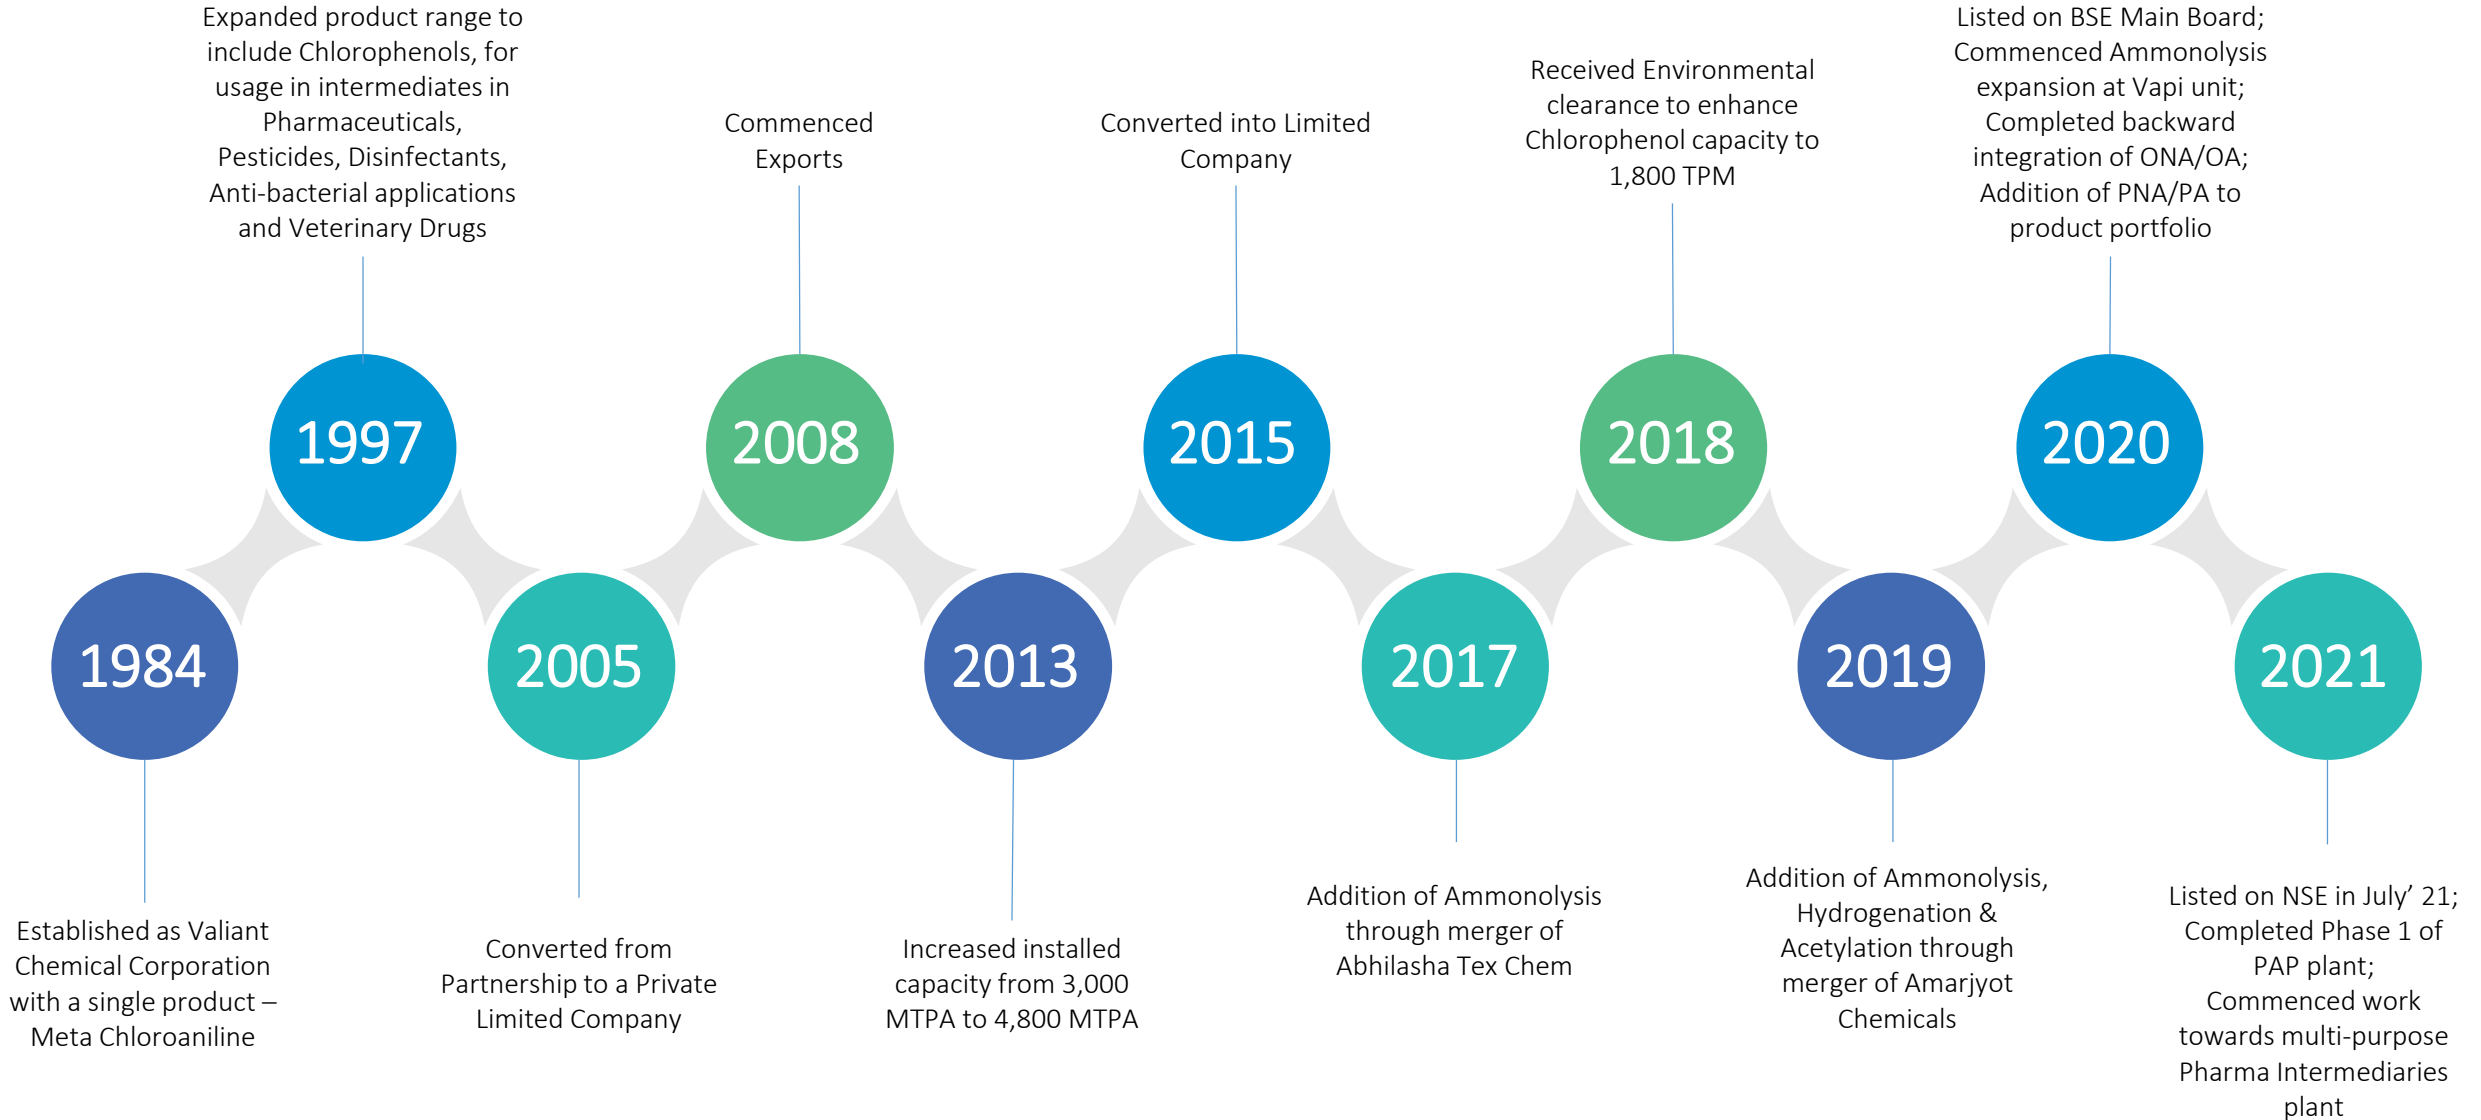 Expanded product range to
include Chlorophenols, for
usage in intermediates in
Pharmaceuticals,
Pesticides, Disinfectants,
Anti-bacterial applications
and Veterinary Drugs
Commenced
Exports
Converted into Limited
Company
Received Environmental
clearance to enhance
Chlorophenol capacity to
1,800 TPM
Listed on BSE Main Board;
Commenced Ammonolysis
expansion at Vapi unit;
Completed backward
integration of ONA/OA;
Addition of PNA/PA to
product portfolio
1997
2008
2015
2018
2020
1984
2005
2013
2017
2019
2021
Established as Valiant
Chemical Corporation
with a single product –
Meta Chloroaniline
Converted from
Partnership to a Private
Limited Company
Increased installed
capacity from 3,000
MTPA to 4,800 MTPA
Addition of Ammonolysis
through merger of
Abhilasha Tex Chem
Addition of Ammonolysis,
Hydrogenation &
Acetylation through
merger of Amarjyot
Chemicals
Listed on NSE in July’ 21;
Completed Phase 1 of
PAP plant;
Commenced work
towards multi-purpose
Pharma Intermediaries
plant